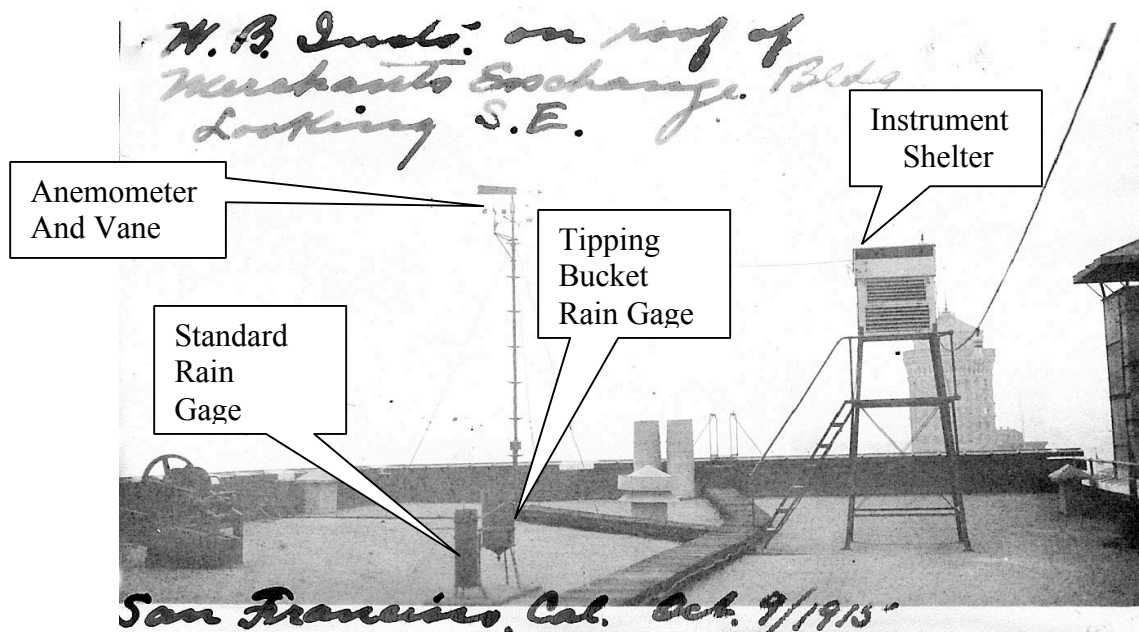 W.B. Insts. on roof of
Merchants Exchange Bldg
Looking S.E.
Instrument
Shelter
Anemometer
And Vane
Tipping
Bucket
Rain Gage
Standard
Rain
Gage
San Francisco, Cal. Oct. 9/1915